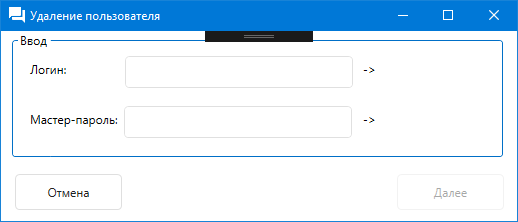 Удаление пользователя
Ввод
Логин: ->
Мастер-пароль: ->
Отмена Далее